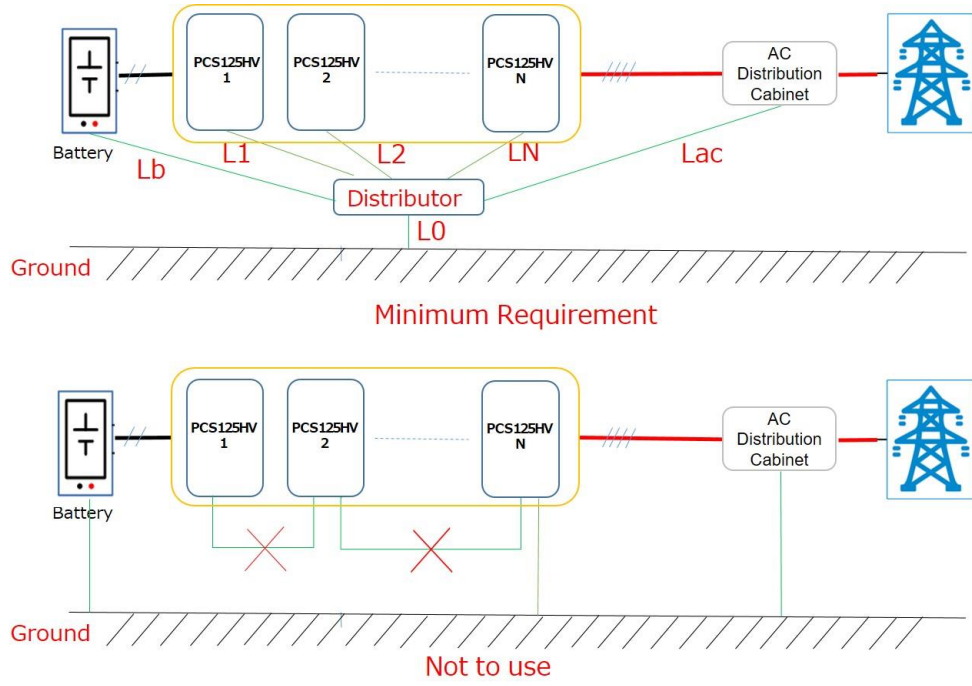 PCS125HV
1
PCS125HV
2
PCS125HV
N
AC
Distribution
Cabinet
Battery
Lb
L1
L2
LN
Lac
Distributor
L0
Ground
Minimum Requirement
PCS125HV
1
PCS125HV
2
PCS125HV
N
AC
Distribution
Cabinet
Battery
Ground
Not to use